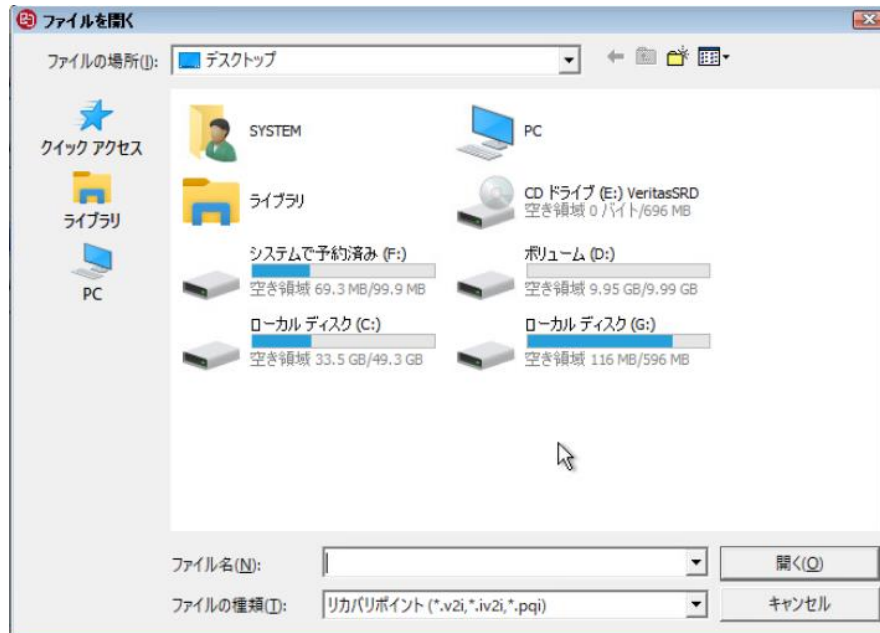 ファイルを開く
ファイルの場所(I):
デスクトップ
クイック アクセス
ライブラリ
PC
SYSTEM
PC
ライブラリ
CD ドライブ (E:) VeritasSRD
空き領域 0 バイト/696 MB
システムで予約済み (F:)
空き領域 69.3 MB/99.9 MB
ボリューム (D:)
空き領域 9.95 GB/9.99 GB
ローカル ディスク (C:)
空き領域 33.5 GB/49.3 GB
ローカル ディスク (G:)
空き領域 116 MB/596 MB
ファイル名(N):
開く(O)
ファイルの種類(T):
リカバリポイント (*.v2i,*.iv2i,*.pqi)
キャンセル